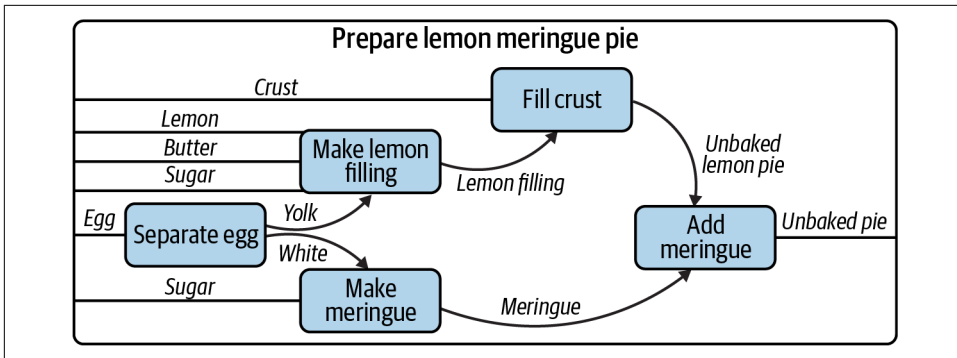 Prepare lemon meringue pie
Crust
Fill crust
Lemon
Butter
Sugar
Make lemon
filling
Lemon filling
Unbaked
lemon pie
Egg
Separate egg
Yolk
White
Add
meringue
Unbaked pie
Sugar
Make
meringue
Meringue